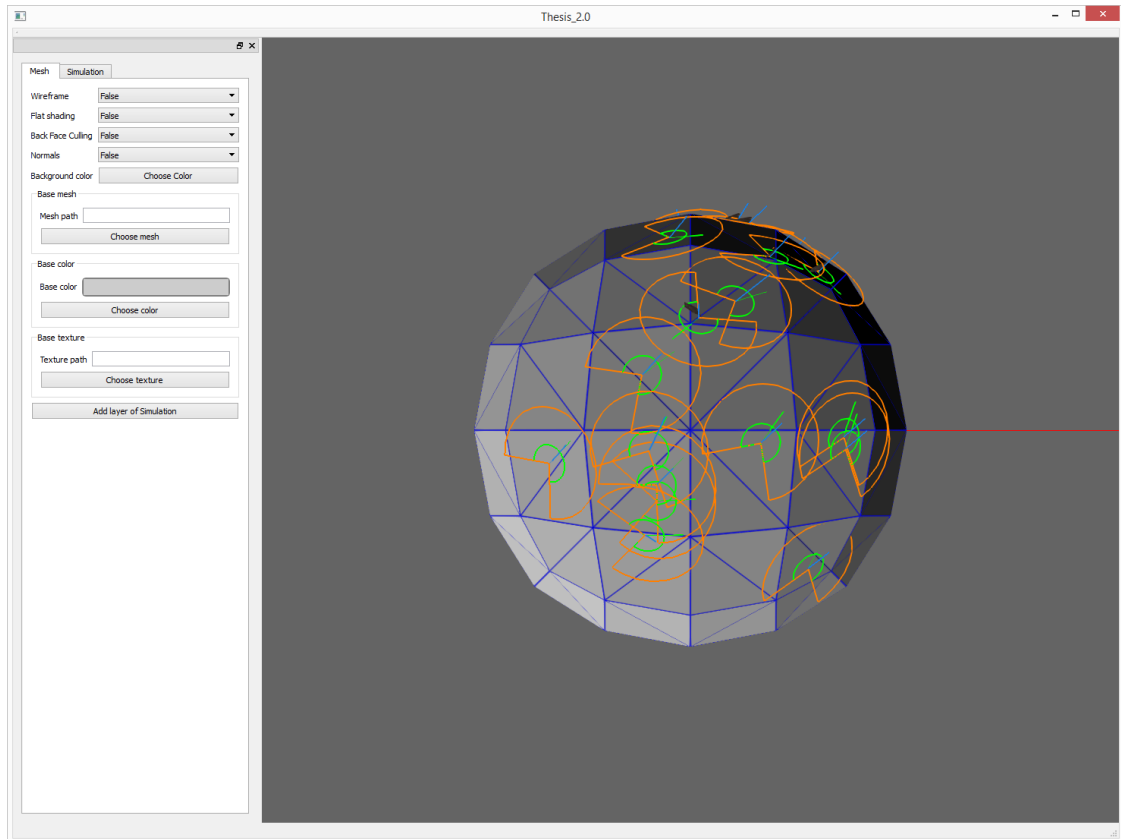 Thesis_2.0
Mesh Simulation
Wireframe False
Flat shading False
Back Face Culling False
Normals False
Background color Choose Color
Base mesh
Mesh path
Choose mesh
Base color
Base color
Choose color
Base texture
Texture path
Choose texture
Add layer of Simulation